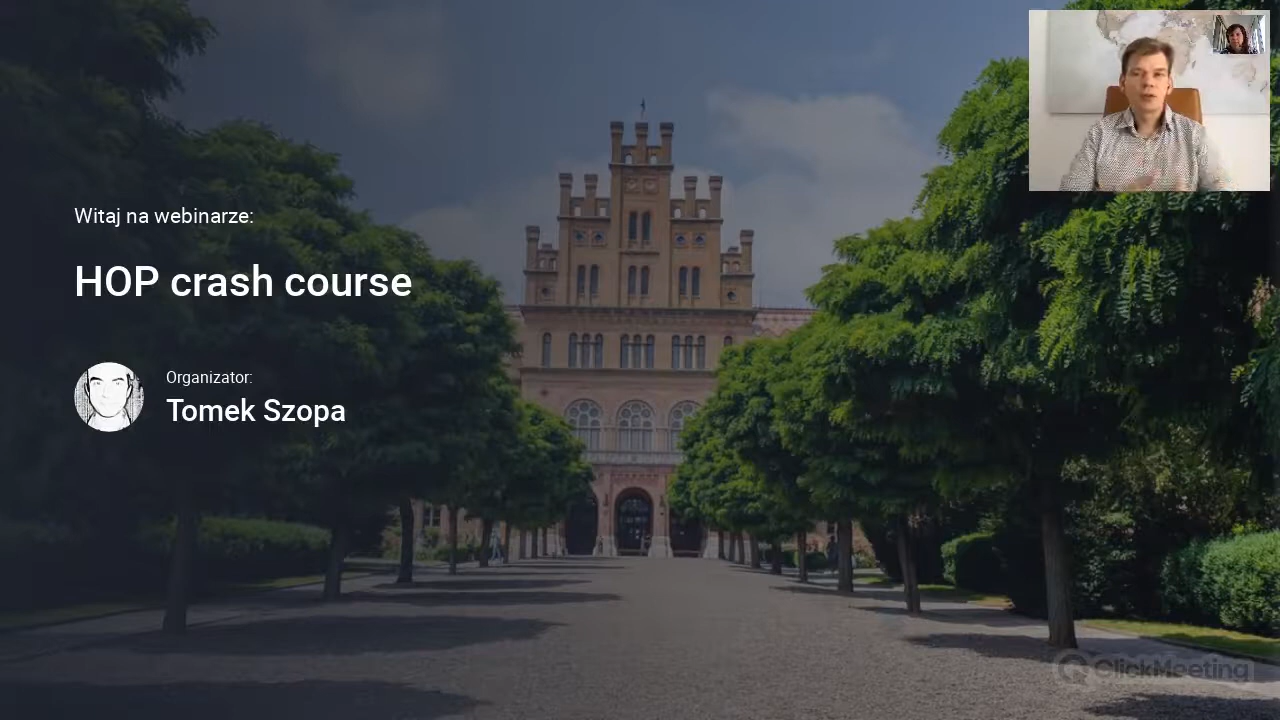 Witaj na webinarze:
HOP crash course
Organizator:
Tomek Szopa
ClickMeeting